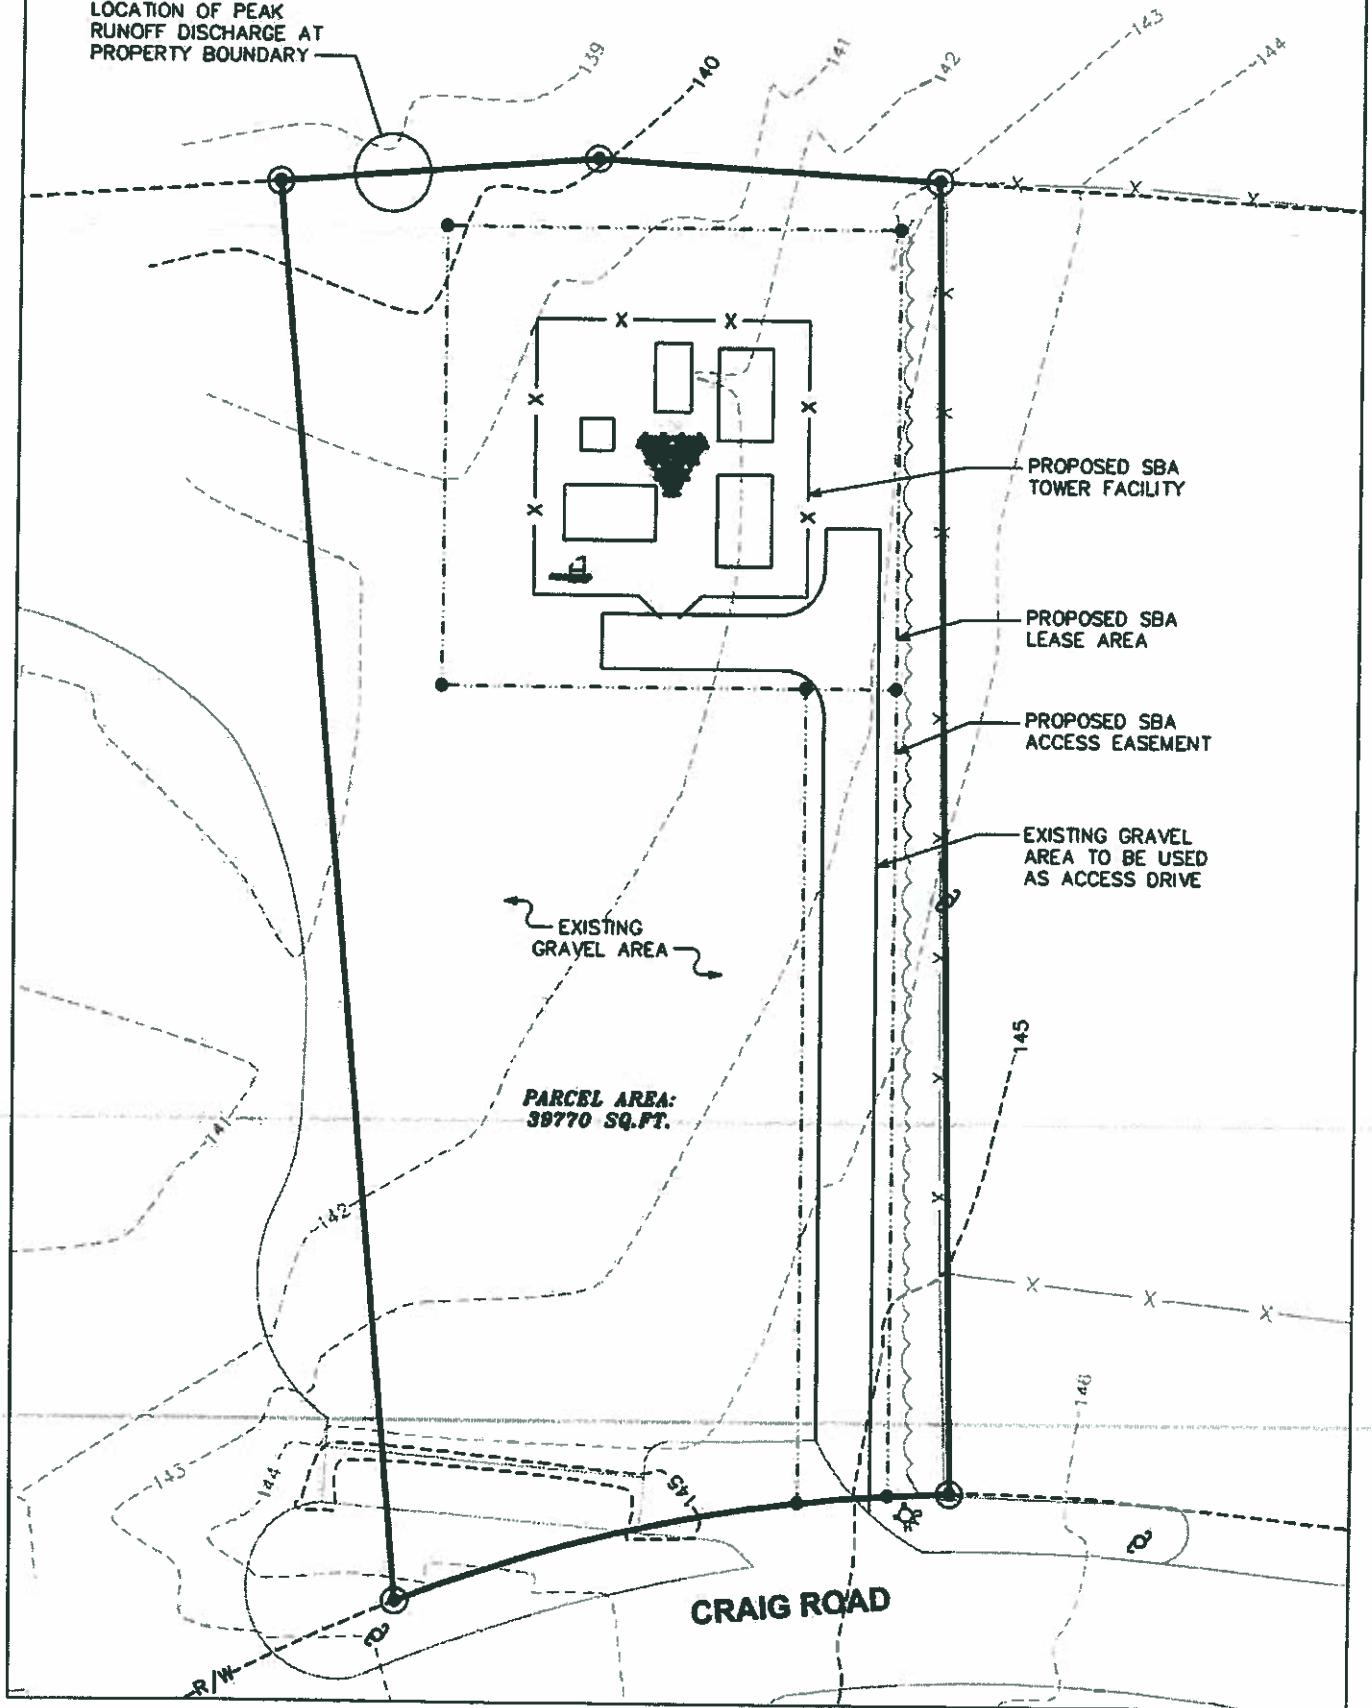 LOCATION OF PEAK
RUNOFF DISCHARGE AT
PROPERTY BOUNDARY
139
140
141
142
143
144
X X X
X X
X X
X X
X X
X
X
X
X
X
X
X
X
PROPOSED SBA
TOWER FACILITY
PROPOSED SBA
LEASE AREA
PROPOSED SBA
ACCESS EASEMENT
EXISTING GRAVEL
AREA TO BE USED
AS ACCESS DRIVE
EXISTING
GRAVEL AREA
145
PARCEL AREA:
39770 SQ.FT.
141
142
X X X
146
143
144
145
CRAIG ROAD
R/W